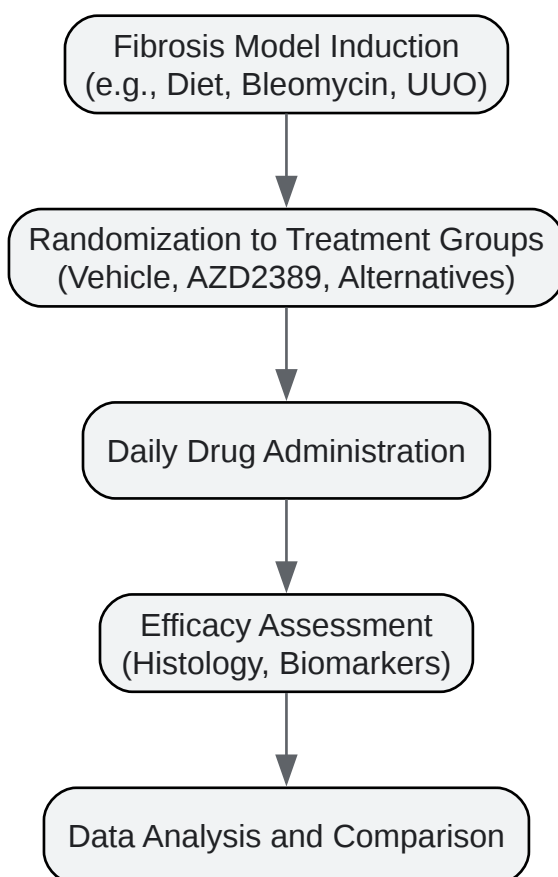 Fibrosis Model Induction
(e.g., Diet, Bleomycin, UUO)
Randomization to Treatment Groups
(Vehicle, AZD2389, Alternatives)
Daily Drug Administration
Efficacy Assessment
(Histology, Biomarkers)
Data Analysis and Comparison